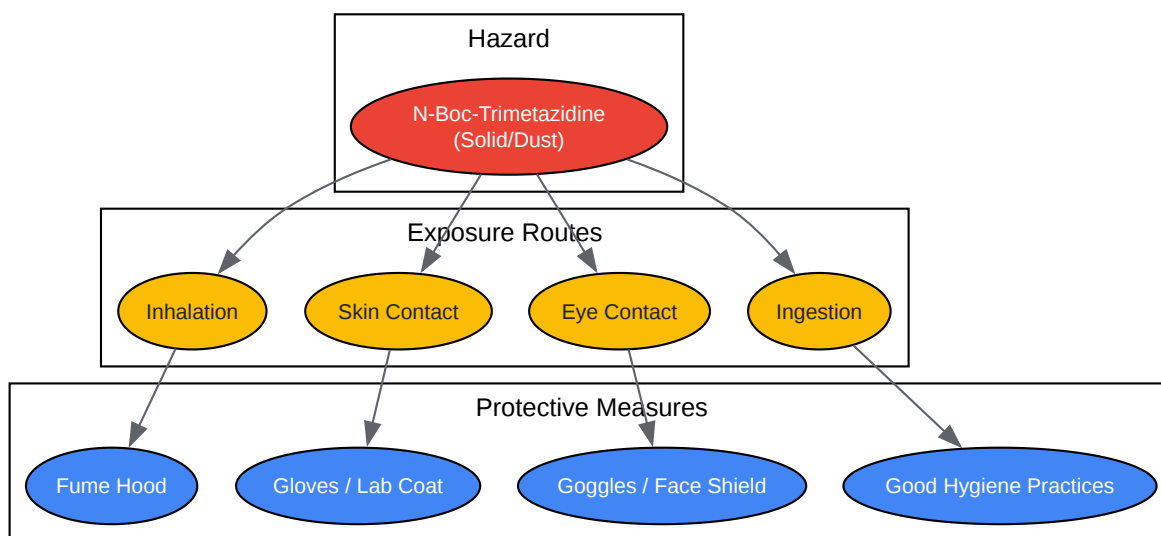 Hazard
N-Boc-Trimetazidine
(Solid/Dust)
Exposure Routes
Inhalation
Skin Contact
Eye Contact
Ingestion
Protective Measures
Fume Hood
Gloves / Lab Coat
Goggles / Face Shield
Good Hygiene Practices